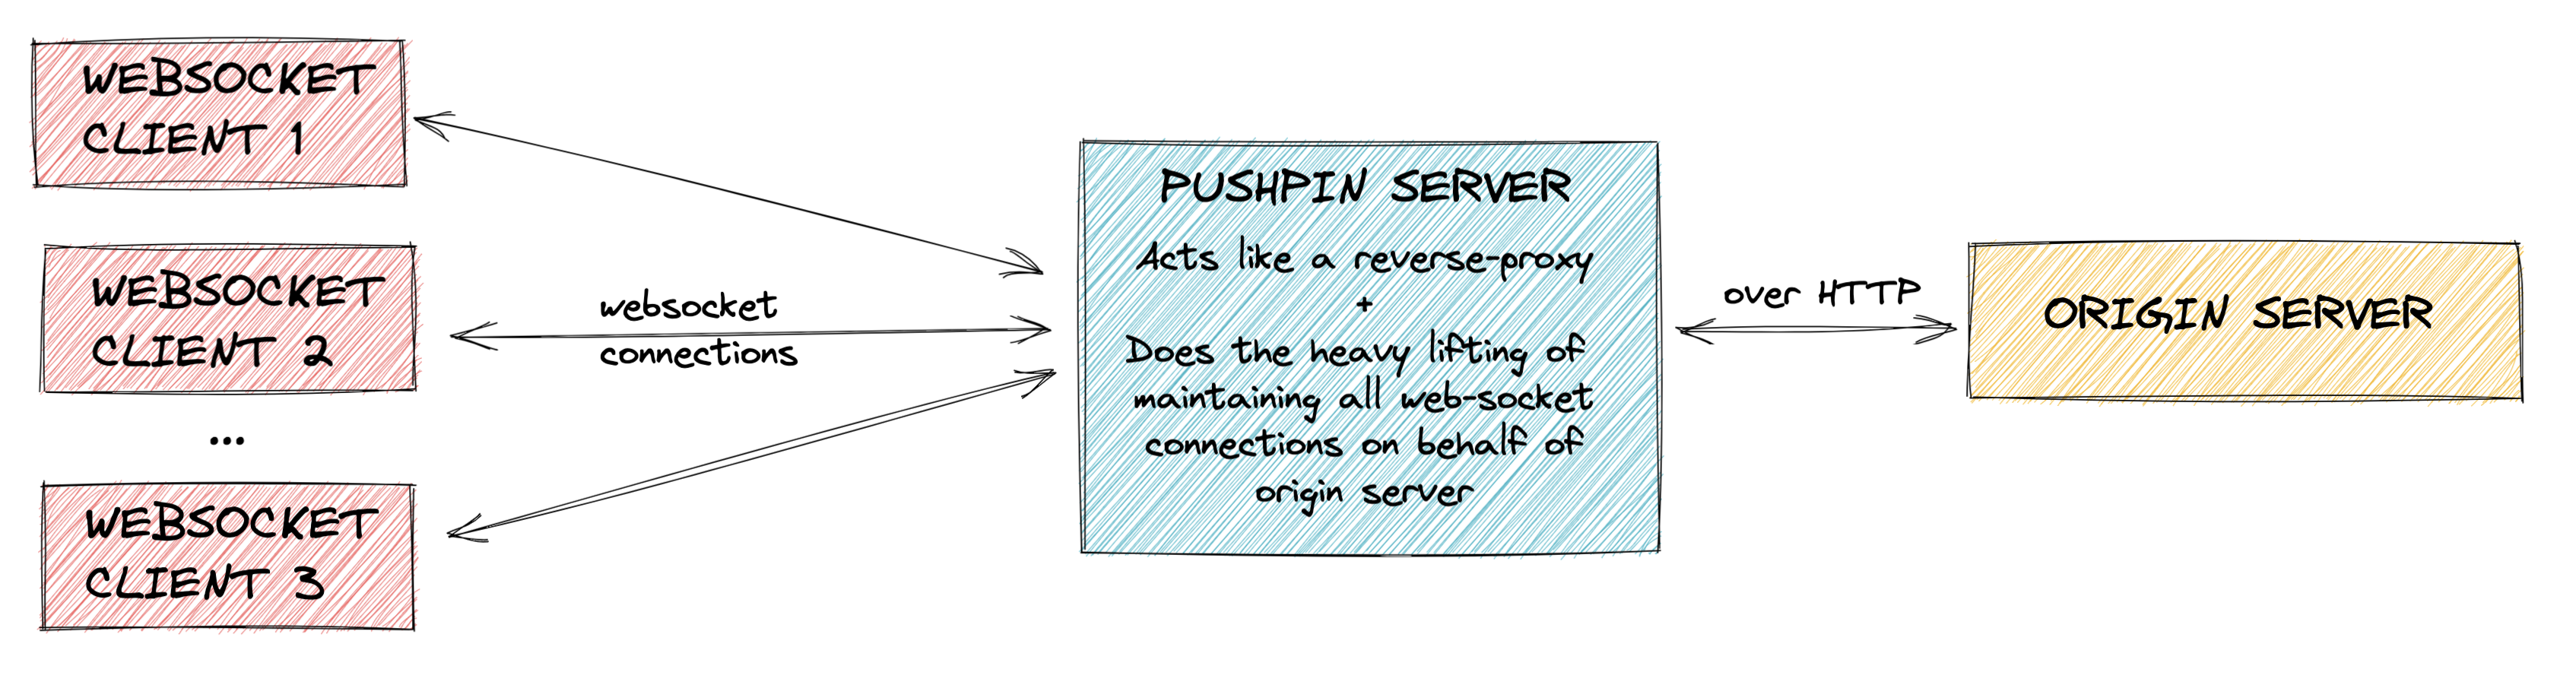 WEBSOCKET
CLIENT 1
WEBSOCKET
CLIENT 2
...
WEBSOCKET
CLIENT 3
websocket
connections
PUSHPIN SERVER
Acts like a reverse-proxy
+
Does the heavy lifting of
maintaining all web-socket
connections on behalf of
origin server
over HTTP
ORIGIN SERVER